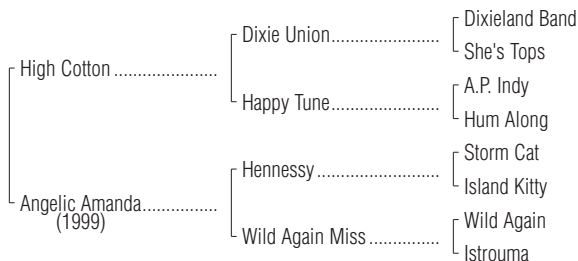 Dixieland Band
Dixie Union
She's Tops
High Cotton
A.P. Indy
Happy Tune
Hum Along
Storm Cat
Hennessy
Island Kitty
Angelic Amanda
(1999)
Wild Again
Wild Again Miss
Istrouma